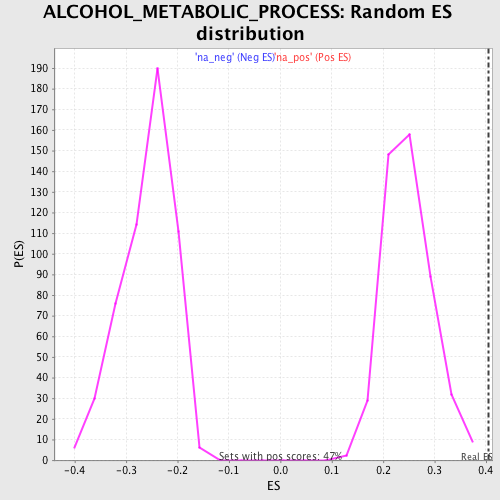 ALCOHOL_METABOLIC_PROCESS: Random ES
distribution
'na_neg' (Neg ES) 'na_pos' (Pos ES)
190
180
170
160
150
140
130
120
110
100
90
80
70
60
50
40
30
20
10
0
P(ES)
Sets with pos scores: 47%
Real ES
-0.4 -0.3 -0.2 -0.1 0.0 0.1 0.2 0.3 0.4
ES